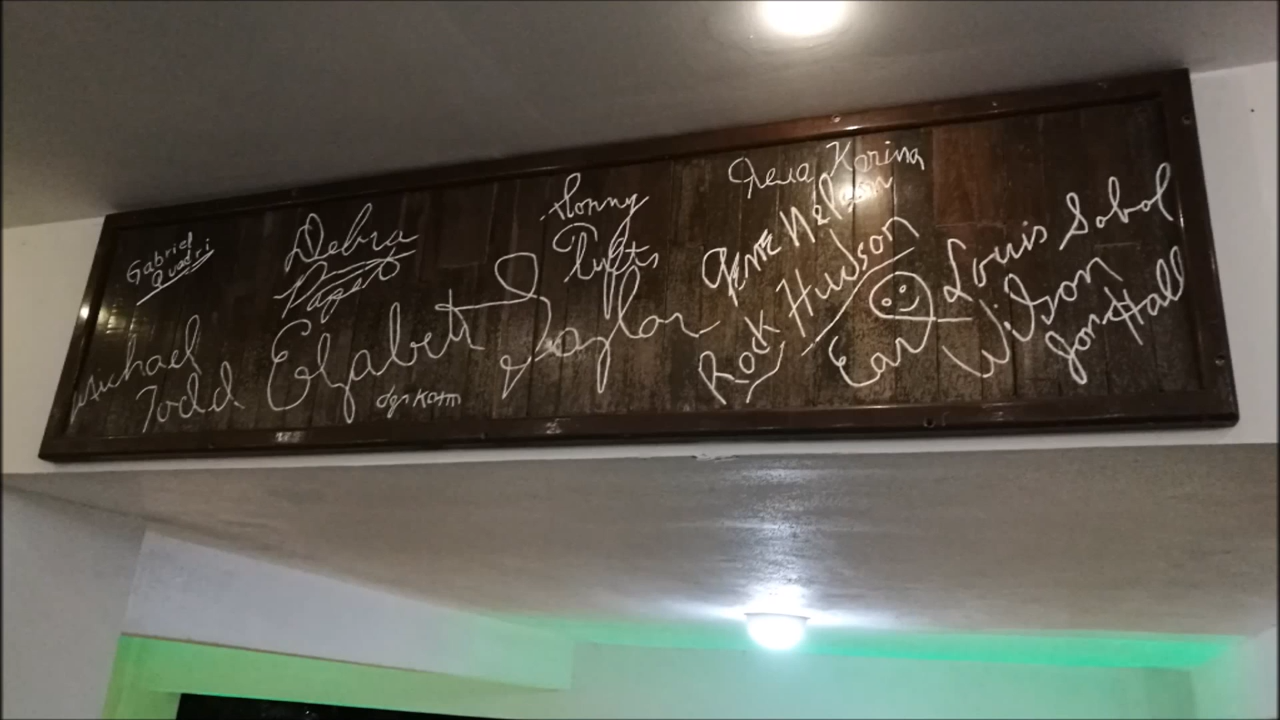 Gabriel
Quadri
Michael
Todd
Debra
Paget
Elizabeth
Taylor
Sonny
Tufts
Karina
Gene Nelson
Rock Hudson
Earl
Wilson
Louis Sobol
Jon Hall